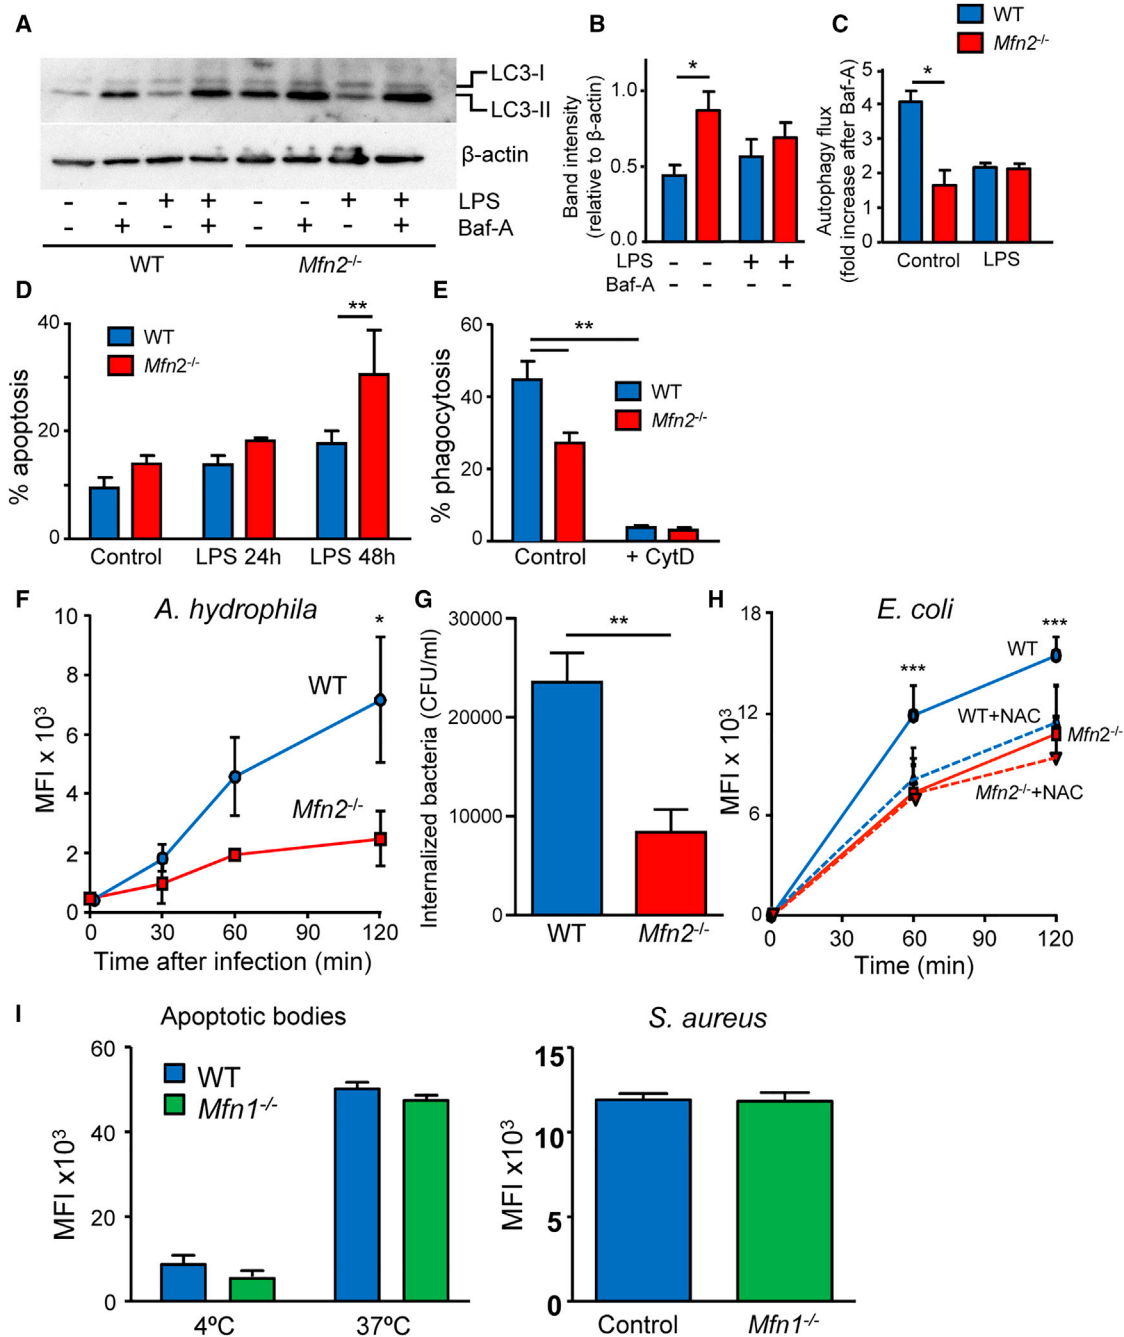 A
LC3-I
LC3-II
β-actin
- - + + - - + + LPS
- + - + - + - + Baf-A
WT Mfn2-/-
B
Band intensity
(relative to β-actin)
1.0
0.5
0.0
*
LPS - - + +
Baf-A - - - -
C
WT
Mfn2-/-
Autophagy flux
(fold increase after Baf-A)
5
4
3
2
1
0
*
Control LPS
D
% apoptosis
40
20
0
WT
Mfn2-/-
**
Control LPS 24h LPS 48h
E
% phagocytosis
60
40
20
0
**
WT
Mfn2-/-
Control + CytD
F
A. hydrophila
MFI x 10³
10
8
6
4
2
0
*
WT
Mfn2-/-
0 30 60 90 120
Time after infection (min)
G
Internalized bacteria (CFU/ml)
30000
20000
10000
0
**
WT Mfn2-/-
H
E. coli
MFI x 10³
18
12
6
0
***
***
WT
WT+NAC
Mfn2-/-
Mfn2-/-+NAC
0 30 60 90 120
Time (min)
I
Apoptotic bodies
MFI x10³
60
40
20
0
WT
Mfn1-/-
4ºC 37ºC
S. aureus
MFI x10³
15
10
5
0
Control Mfn1-/-